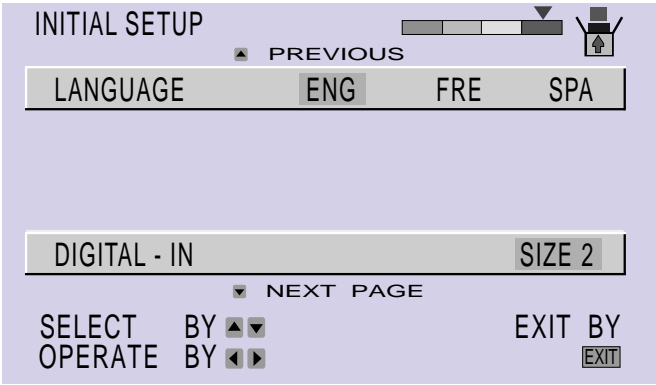 INITIAL SETUP
PREVIOUS
LANGUAGE ENG FRE SPA
DIGITAL - IN SIZE 2
NEXT PAGE
SELECT BY EXIT BY
OPERATE BY EXIT